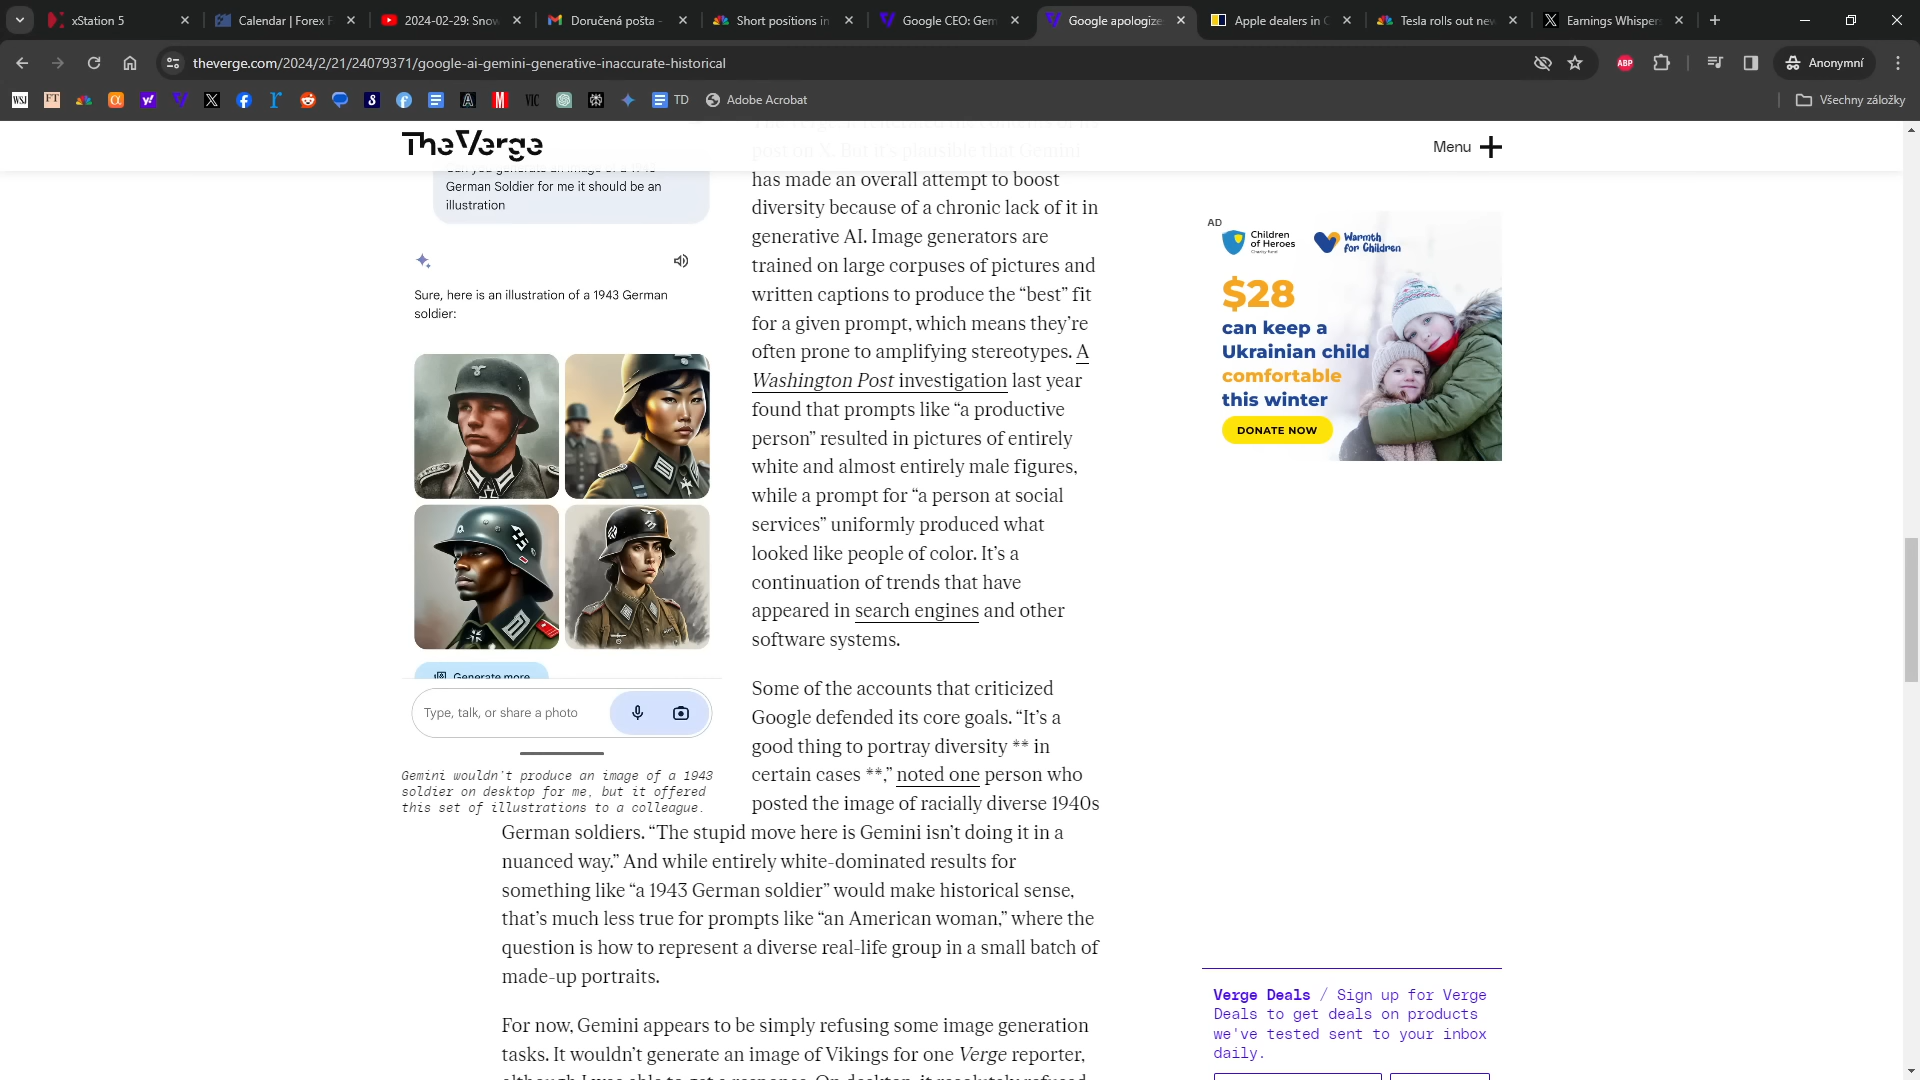 xStation 5
Calendar | Forex F
2024-02-29: Snow
Doručená pošta -
Short positions in
Google CEO: Gem
Google apologize
Apple dealers in C
Tesla rolls out new
Earnings Whisper
theverge.com/2024/2/21/24079371/google-ai-gemini-generative-inaccurate-historical
ABP
Anonymní
WSJ
FT
TD
Adobe Acrobat
Všechny záložky
The Verge
Menu
German Soldier for me it should be an
illustration
Sure, here is an illustration of a 1943 German
soldier:
Generate more
Type, talk, or share a photo
Gemini wouldn't produce an image of a 1943
soldier on desktop for me, but it offered
this set of illustrations to a colleague.
post on X. But it's plausible that Gemini
has made an overall attempt to boost
diversity because of a chronic lack of it in
generative AI. Image generators are
trained on large corpuses of pictures and
written captions to produce the “best” fit
for a given prompt, which means they’re
often prone to amplifying stereotypes. A
Washington Post investigation last year
found that prompts like “a productive
person” resulted in pictures of entirely
white and almost entirely male figures,
while a prompt for “a person at social
services” uniformly produced what
looked like people of color. It’s a
continuation of trends that have
appeared in search engines and other
software systems.
Some of the accounts that criticized
Google defended its core goals. “It’s a
good thing to portray diversity ** in
certain cases **,” noted one person who
posted the image of racially diverse 1940s
German soldiers. “The stupid move here is Gemini isn’t doing it in a
nuanced way.” And while entirely white-dominated results for
something like “a 1943 German soldier” would make historical sense,
that’s much less true for prompts like “an American woman,” where the
question is how to represent a diverse real-life group in a small batch of
made-up portraits.
For now, Gemini appears to be simply refusing some image generation
tasks. It wouldn’t generate an image of Vikings for one Verge reporter,
AD
Children
of Heroes
Charity fund
Warmth
for Children
$28
can keep a
Ukrainian child
comfortable
this winter
DONATE NOW
Verge Deals / Sign up for Verge
Deals to get deals on products
we've tested sent to your inbox
daily.